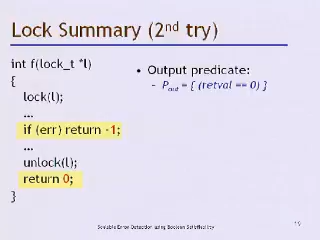 Lock Summary (2nd try)
int f(lock_t *l)
{
lock(l);
...
if (err) return -1;
...
unlock(l);
return 0;
}
• Output predicate:
– Pout = { (retval == 0) }
Scalable Error Detection using Boolean Satisfiability